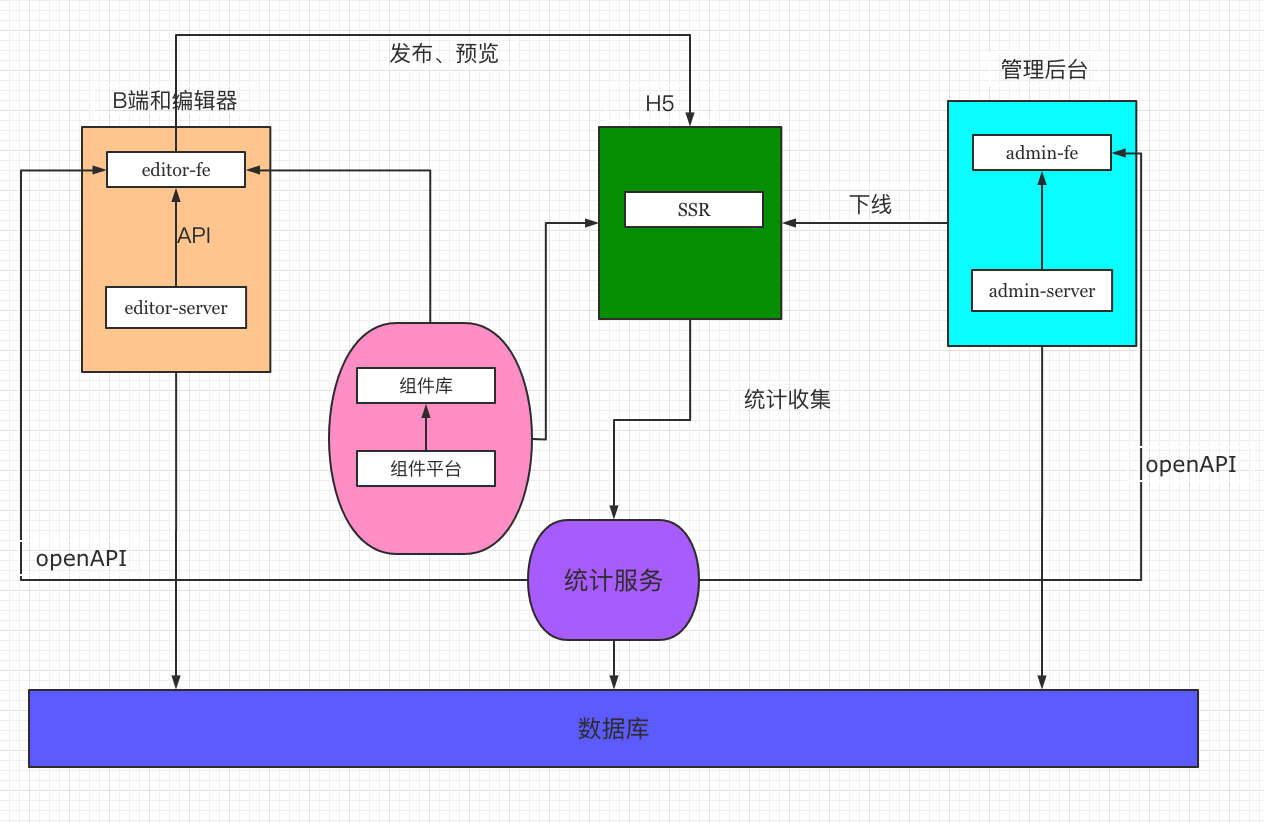 发布、预览
管理后台
B端和编辑器
H5
editor-fe
admin-fe
SSR
下线
API
editor-server
admin-server
组件库
统计收集
组件平台
openAPI
openAPI
统计服务
数据库